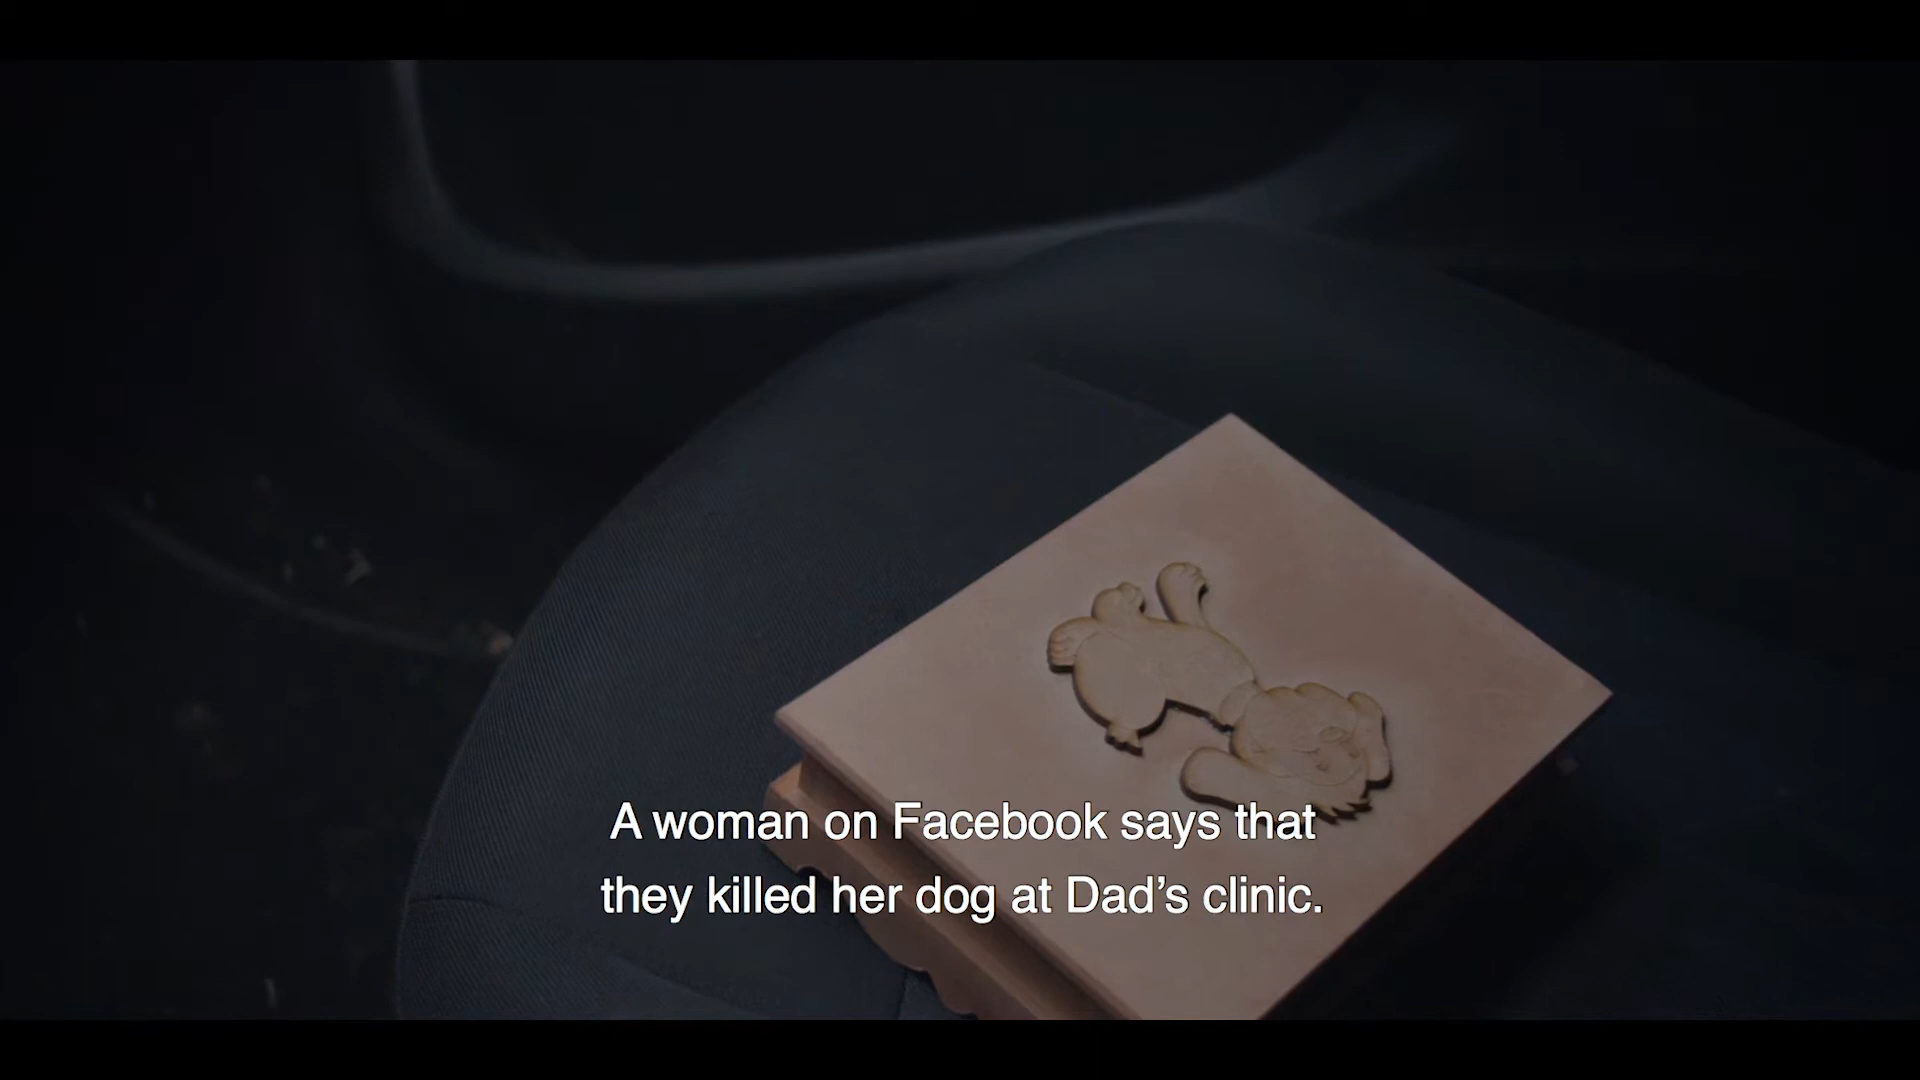 A woman on Facebook says that
they killed her dog at Dad’s clinic.